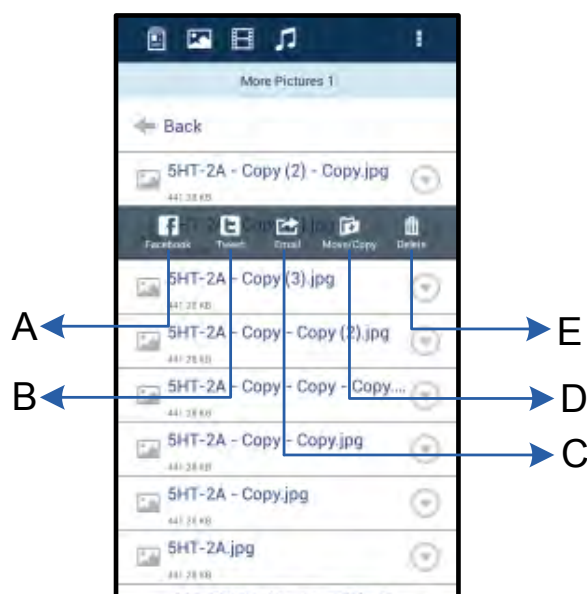 More Pictures 1
Back
5HT-2A - Copy (2) - Copy.jpg
441.28 KB
Facebook Tweet Email Move/Copy Delete
5HT-2A - Copy (3).jpg
441.28 KB
A E
5HT-2A - Copy - Copy (2).jpg
441.28 KB
B D
5HT-2A - Copy - Copy - Copy....
441.28 KB
5HT-2A - Copy - Copy.jpg
C
441.28 KB
5HT-2A - Copy.jpg
441.28 KB
5HT-2A.jpg
441.28 KB